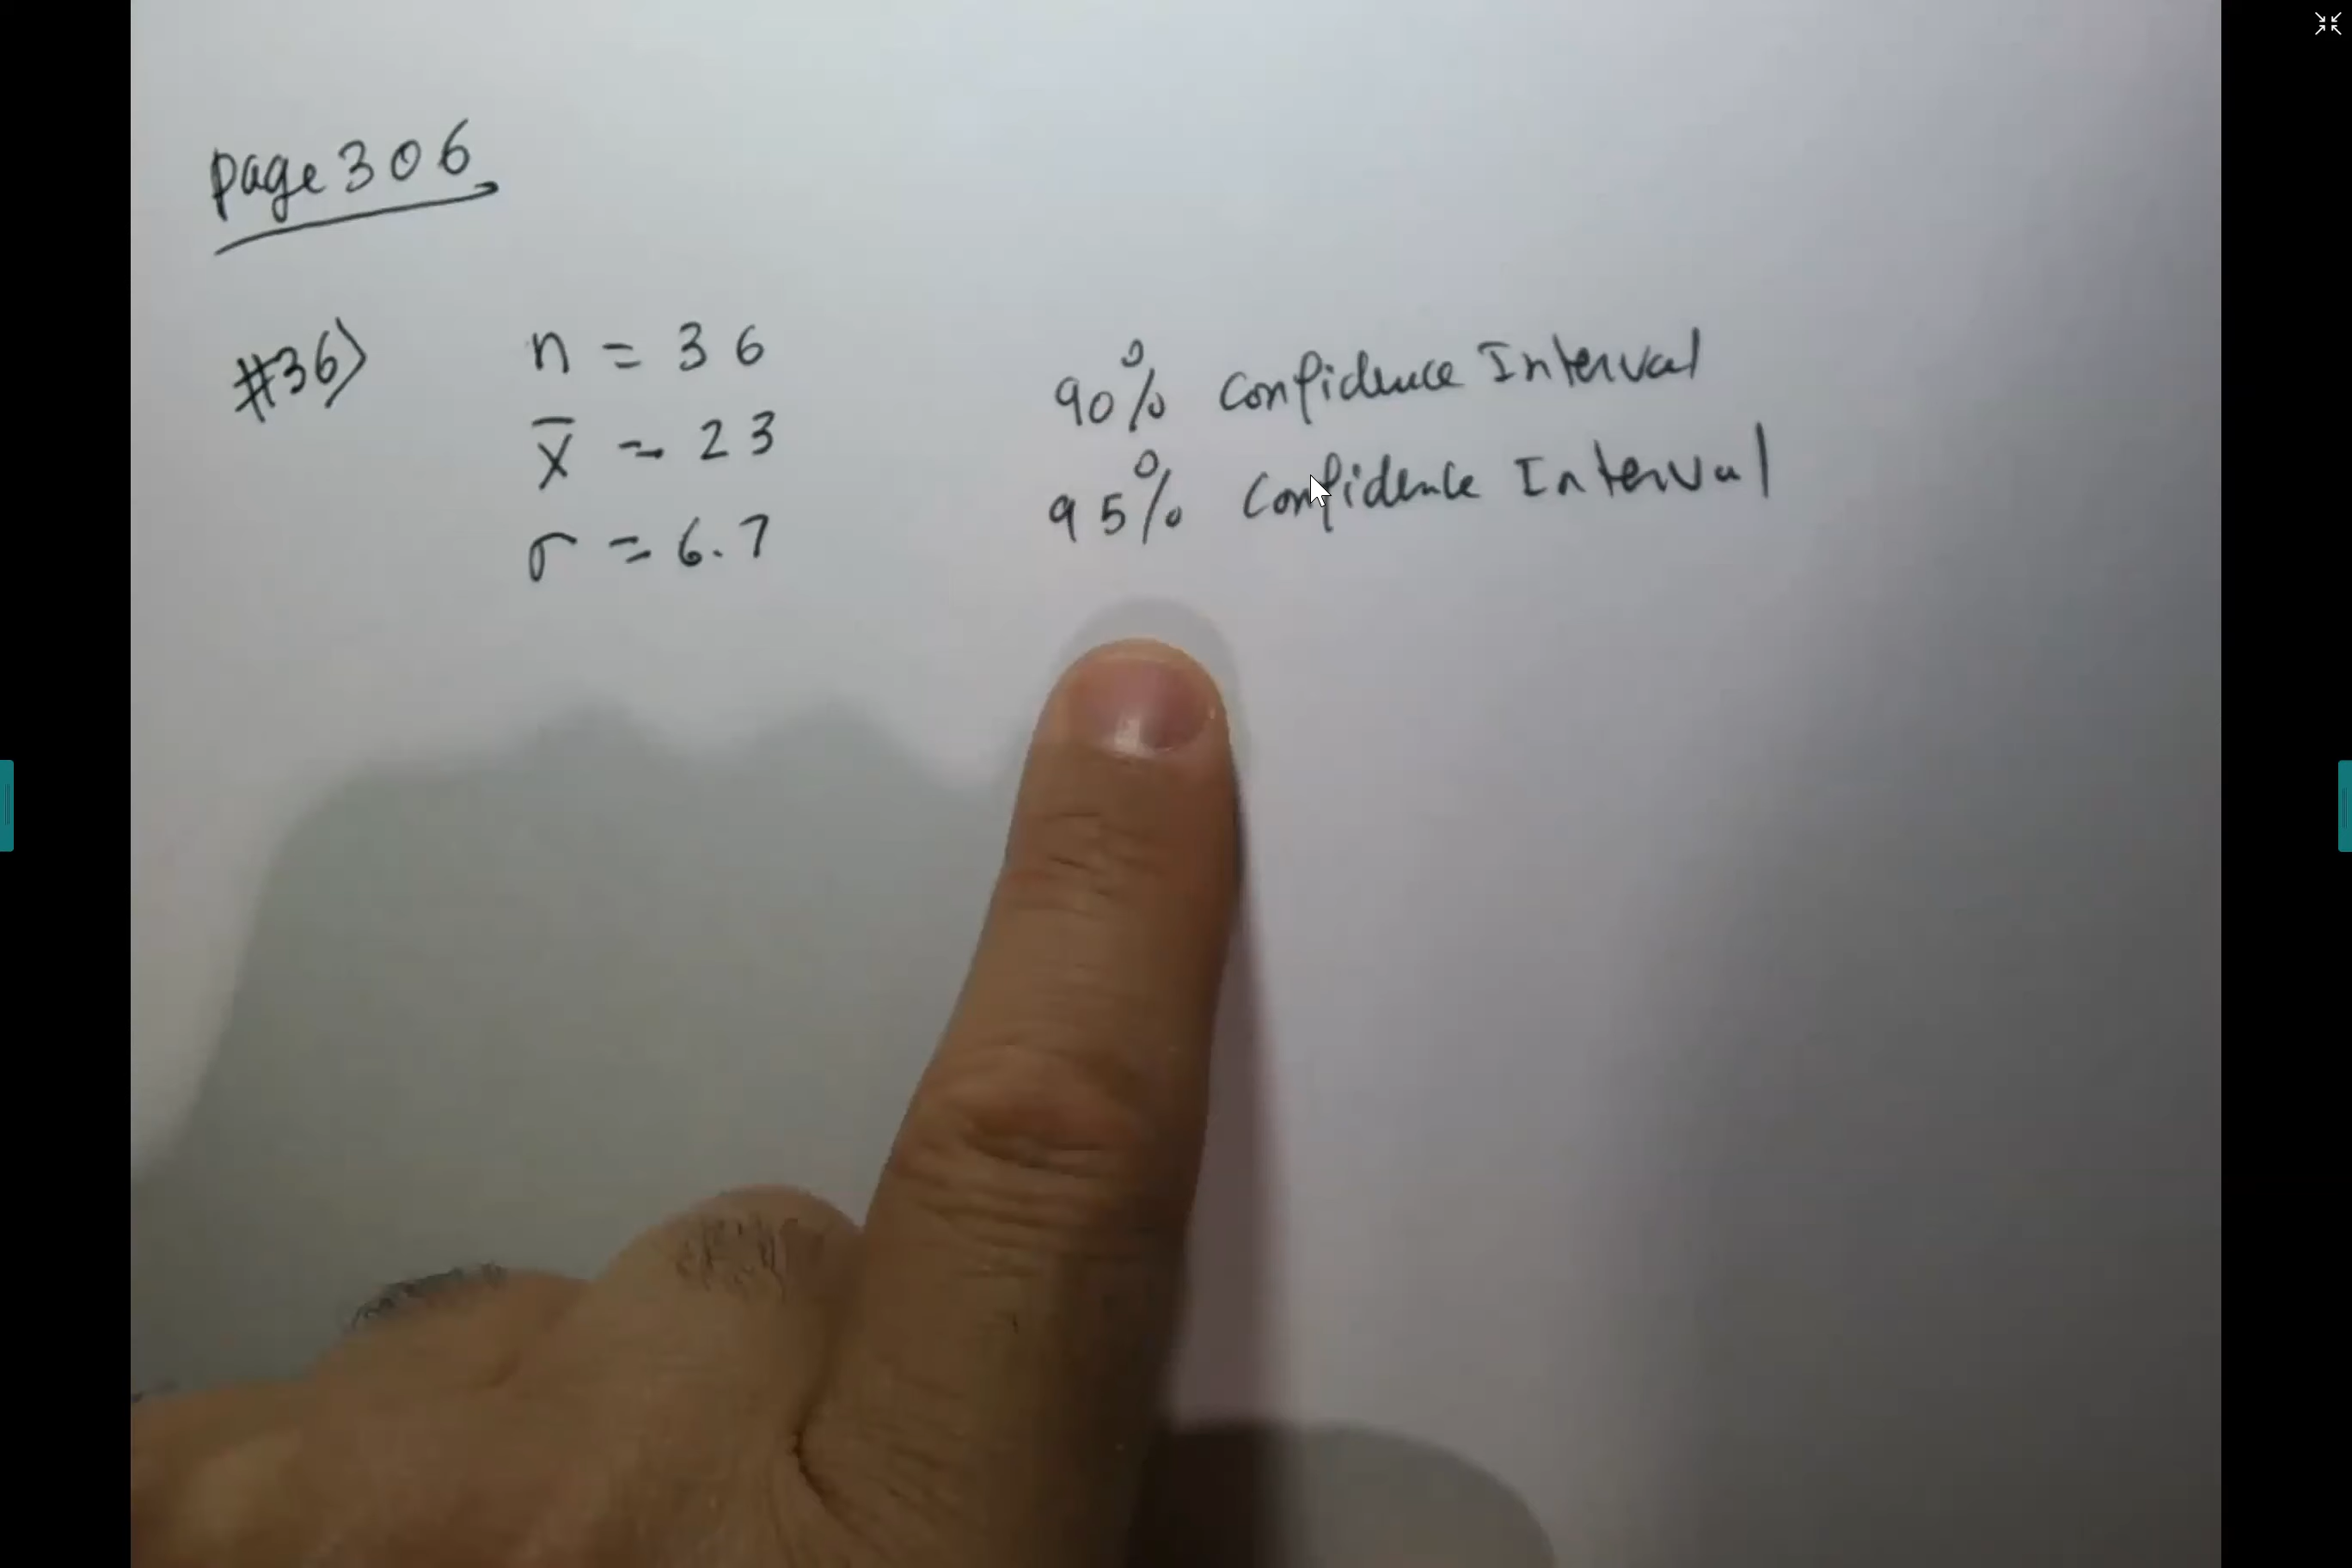 page 306
#36) n = 36
x̄ = 23
σ = 6.7
90% Confidence Interval
95% Confidence Interval